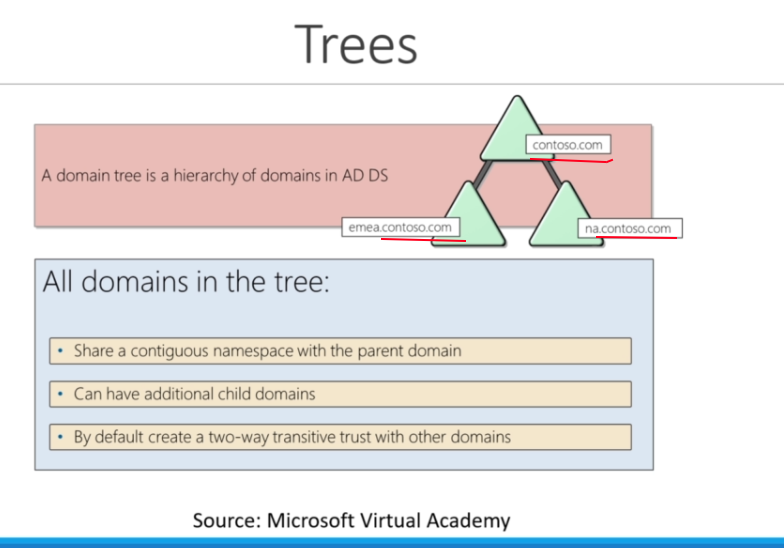 Trees
contoso.com
A domain tree is a hierarchy of domains in AD DS
emea.contoso.com
na.contoso.com
All domains in the tree:
• Share a contiguous namespace with the parent domain
• Can have additional child domains
• By default create a two-way transitive trust with other domains
Source: Microsoft Virtual Academy